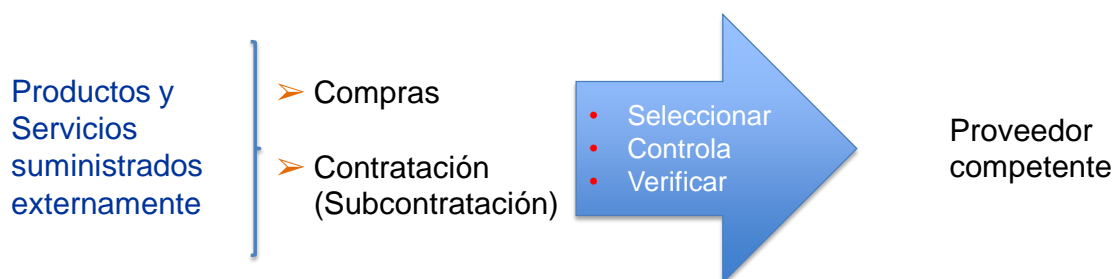 Productos y
Servicios
suministrados
externamente
➢ Compras
➢ Contratación
(Subcontratación)
• Seleccionar
• Controla
• Verificar
Proveedor
competente